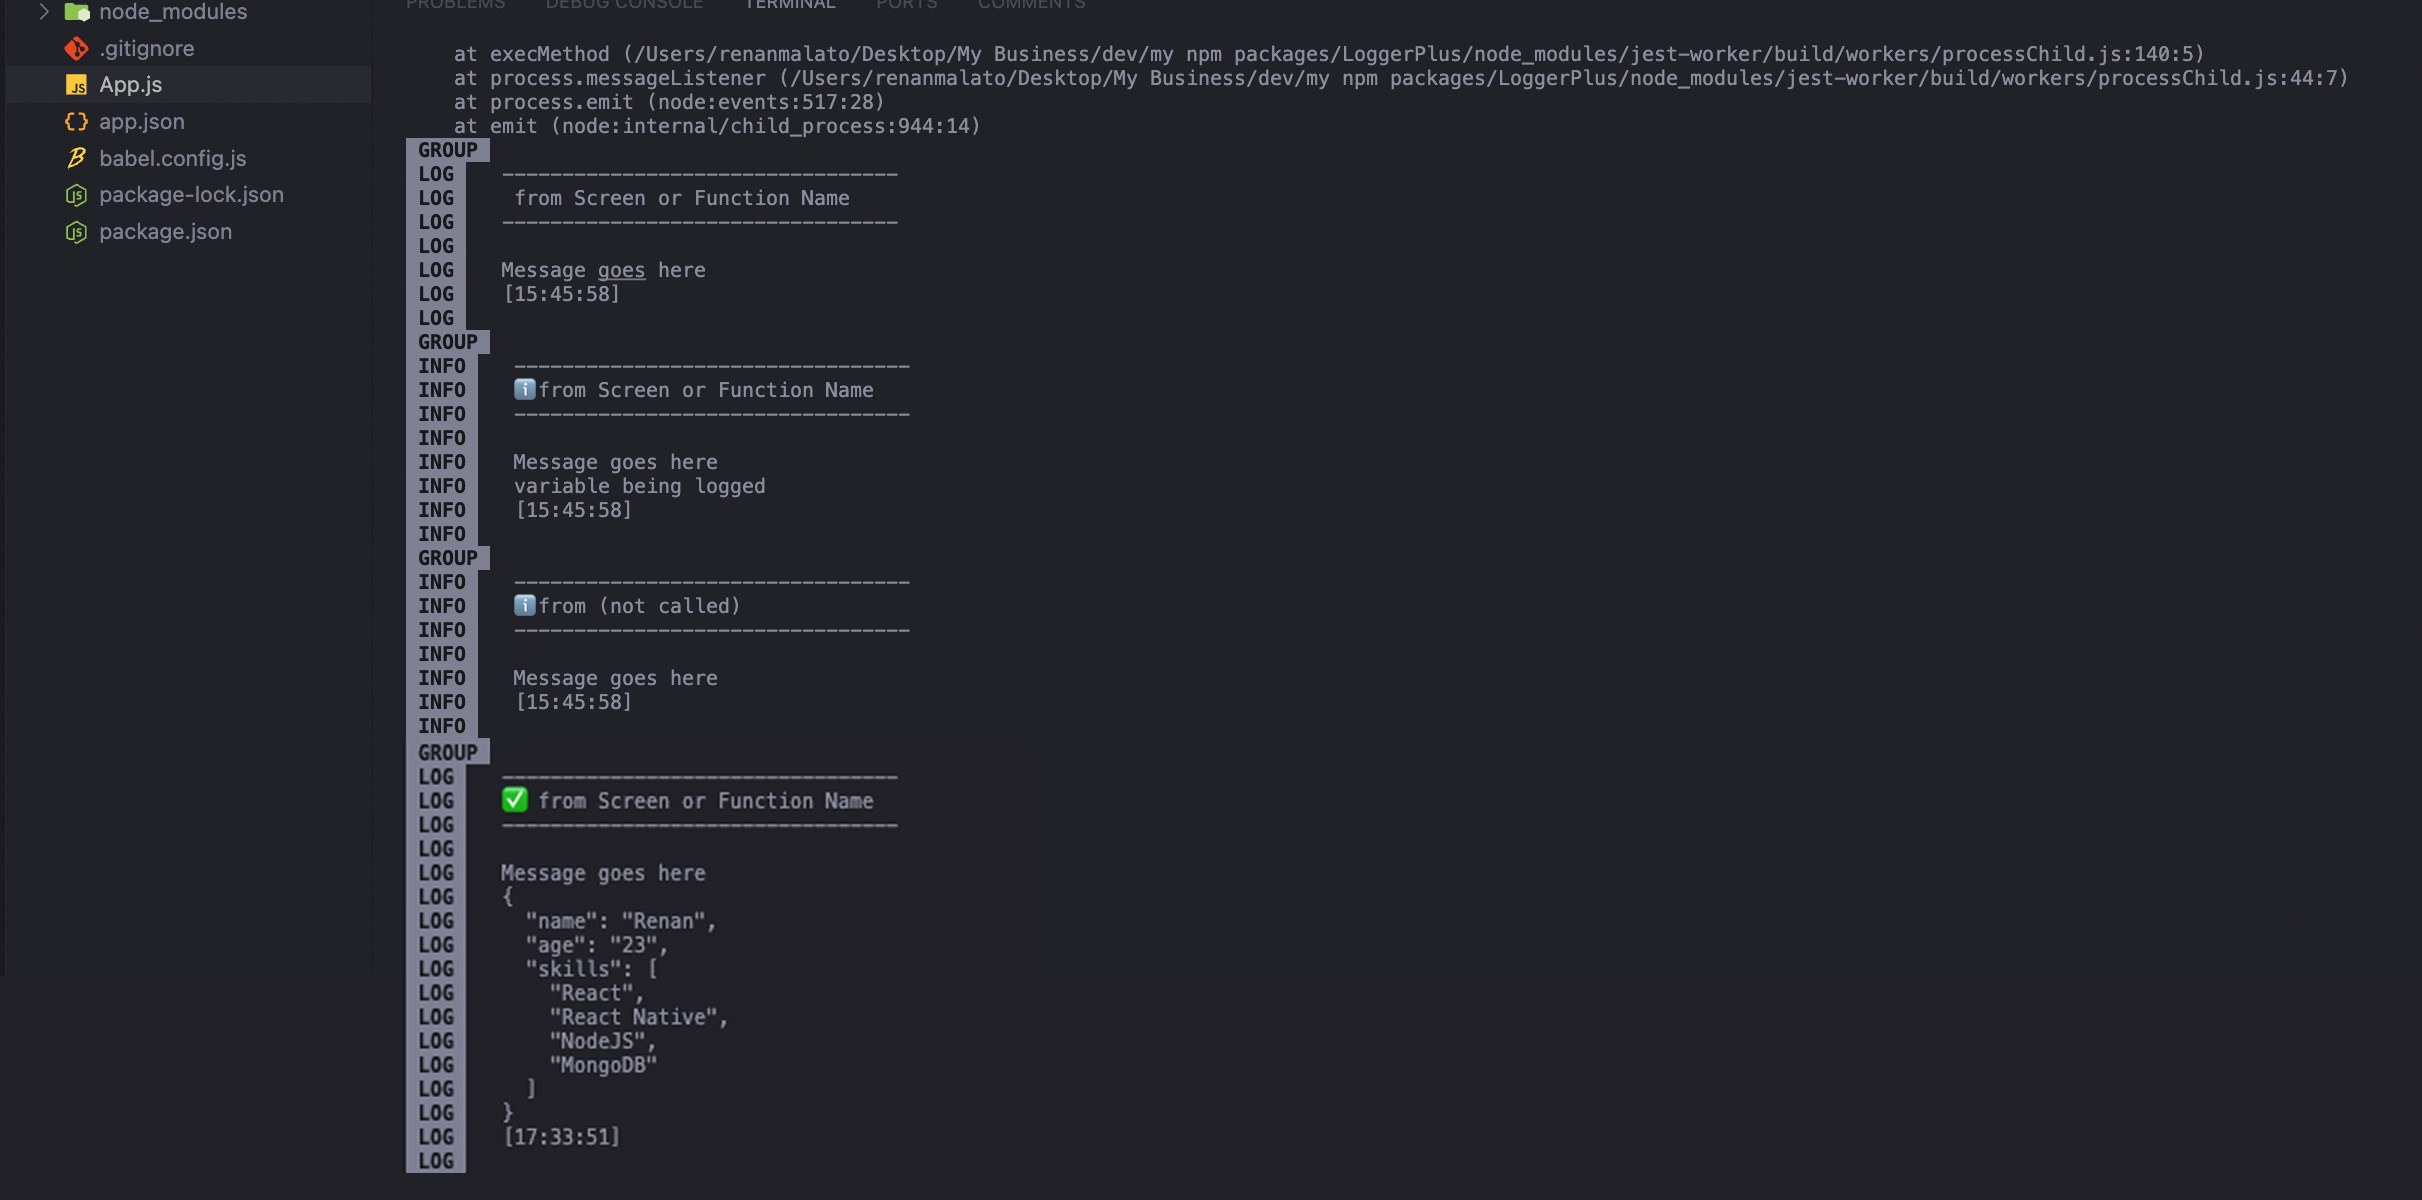 node_modules
.gitignore
App.js
app.json
babel.config.js
package-lock.json
package.json
PROBLEMS DEBUG CONSOLE TERMINAL PORTS COMMENTS
at execMethod (/Users/renanmalato/Desktop/My Business/dev/my npm packages/LoggerPlus/node_modules/jest-worker/build/workers/processChild.js:140:5)
at process.messageListener (/Users/renanmalato/Desktop/My Business/dev/my npm packages/LoggerPlus/node_modules/jest-worker/build/workers/processChild.js:44:7)
at process.emit (node:events:517:28)
at emit (node:internal/child_process:944:14)
GROUP
LOG ---------------------------------
LOG from Screen or Function Name
LOG ---------------------------------
LOG
LOG Message goes here
LOG [15:45:58]
LOG
GROUP
INFO ---------------------------------
INFO ℹ️from Screen or Function Name
INFO ---------------------------------
INFO
INFO Message goes here
INFO variable being logged
INFO [15:45:58]
INFO
GROUP
INFO ---------------------------------
INFO ℹ️from (not called)
INFO ---------------------------------
INFO
INFO Message goes here
INFO [15:45:58]
INFO
GROUP
LOG ---------------------------------
LOG ✅ from Screen or Function Name
LOG ---------------------------------
LOG
LOG Message goes here
LOG {
LOG "name": "Renan",
LOG "age": "23",
LOG "skills": [
LOG "React",
LOG "React Native",
LOG "NodeJS",
LOG "MongoDB"
LOG ]
LOG }
LOG [17:33:51]
LOG